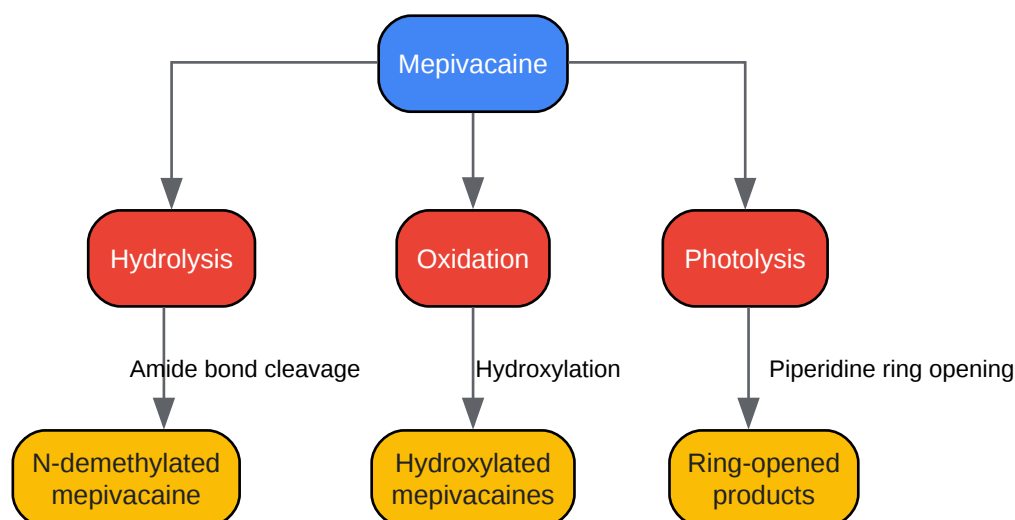 Mepivacaine
Hydrolysis
Oxidation
Photolysis
Amide bond cleavage
Hydroxylation
Piperidine ring opening
N-demethylated
mepivacaine
Hydroxylated
mepivacaines
Ring-opened
products